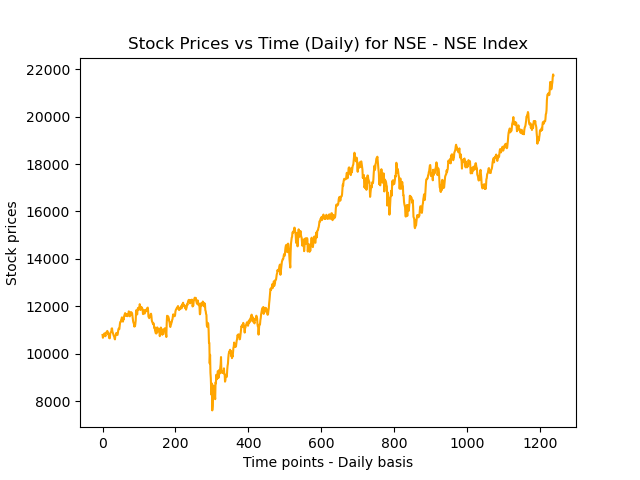 Stock Prices vs Time (Daily) for NSE - NSE Index
22000
20000
18000
16000
14000
12000
10000
8000
Stock prices
0 200 400 600 800 1000 1200
Time points - Daily basis